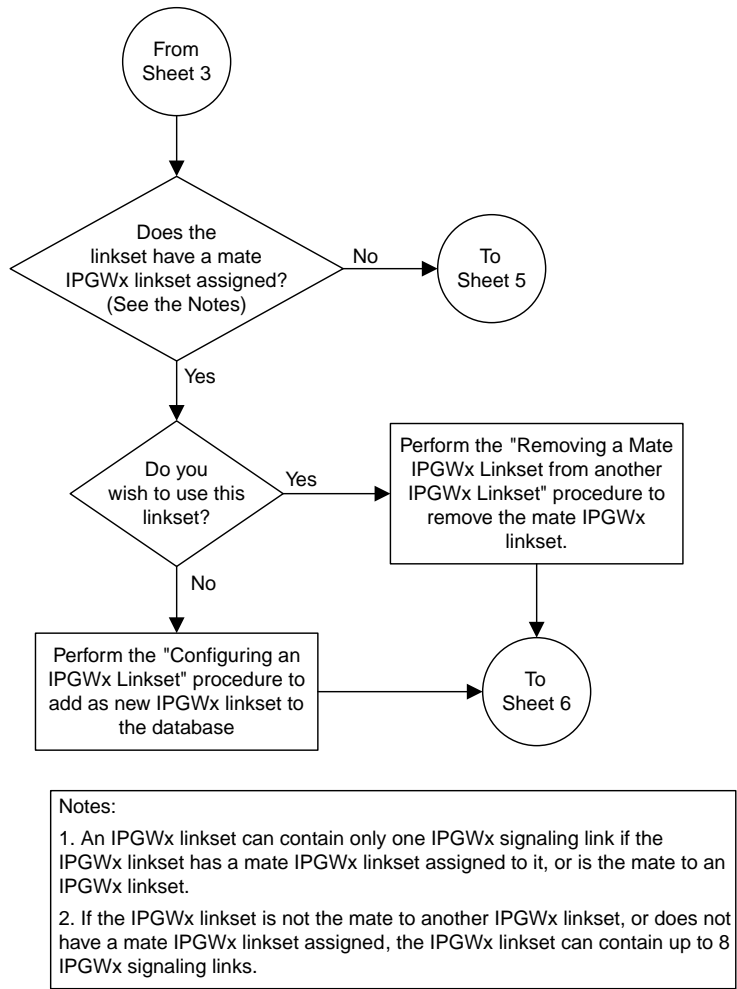 From
Sheet 3
Does the
linkset have a mate
IPGWx linkset assigned?
(See the Notes)
No
To
Sheet 5
Yes
Do you
wish to use this
linkset?
Yes
Perform the "Removing a Mate
IPGWx Linkset from another
IPGWx Linkset" procedure to
remove the mate IPGWx
linkset.
No
Perform the "Configuring an
IPGWx Linkset" procedure to
add as new IPGWx linkset to
the database
To
Sheet 6
Notes:
1. An IPGWx linkset can contain only one IPGWx signaling link if the
IPGWx linkset has a mate IPGWx linkset assigned to it, or is the mate to an
IPGWx linkset.
2. If the IPGWx linkset is not the mate to another IPGWx linkset, or does not
have a mate IPGWx linkset assigned, the IPGWx linkset can contain up to 8
IPGWx signaling links.